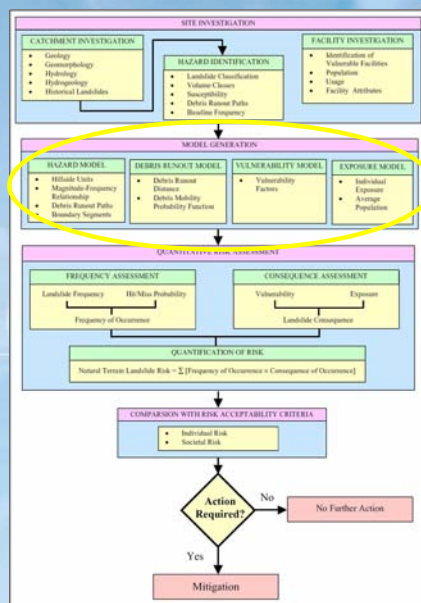 SITE INVESTIGATION
CATCHMENT INVESTIGATION
• Geology
• Geomorphology
• Hydrology
• Hydrogeology
• Historical Landslides
HAZARD IDENTIFICATION
• Landslide Classification
• Volume Classes
• Susceptibility
• Debris Runout Paths
• Baseline Frequency
FACILITY INVESTIGATION
• Identification of
Vulnerable Facilities
• Population
• Usage
• Facility Attributes
MODEL GENERATION
HAZARD MODEL
• Hillside Units
• Magnitude-Frequency
Relationship
• Debris Runout Paths
• Boundary Segments
DEBRIS RUNOUT MODEL
• Debris Runout
Distance
• Debris Mobility
Probability Function
VULNERABILITY MODEL
• Vulnerability
Factors
EXPOSURE MODEL
• Individual
Exposure
• Average
Population
QUANTITATIVE RISK ASSESSMENT
FREQUENCY ASSESSMENT
Landslide Frequency Hit/Miss Probability
Frequency of Occurrence
CONSEQUENCE ASSESSMENT
Vulnerability Exposure
Landslide Consequence
QUANTIFICATION OF RISK
Natural Terrain Landslide Risk = ∑ [Frequency of Occurrence × Consequence of Occurrence]
COMPARSION WITH RISK ACCEPTABILITY CRITERIA
• Individual Risk
• Societal Risk
Action
Required?
No
No Further Action
Yes
Mitigation